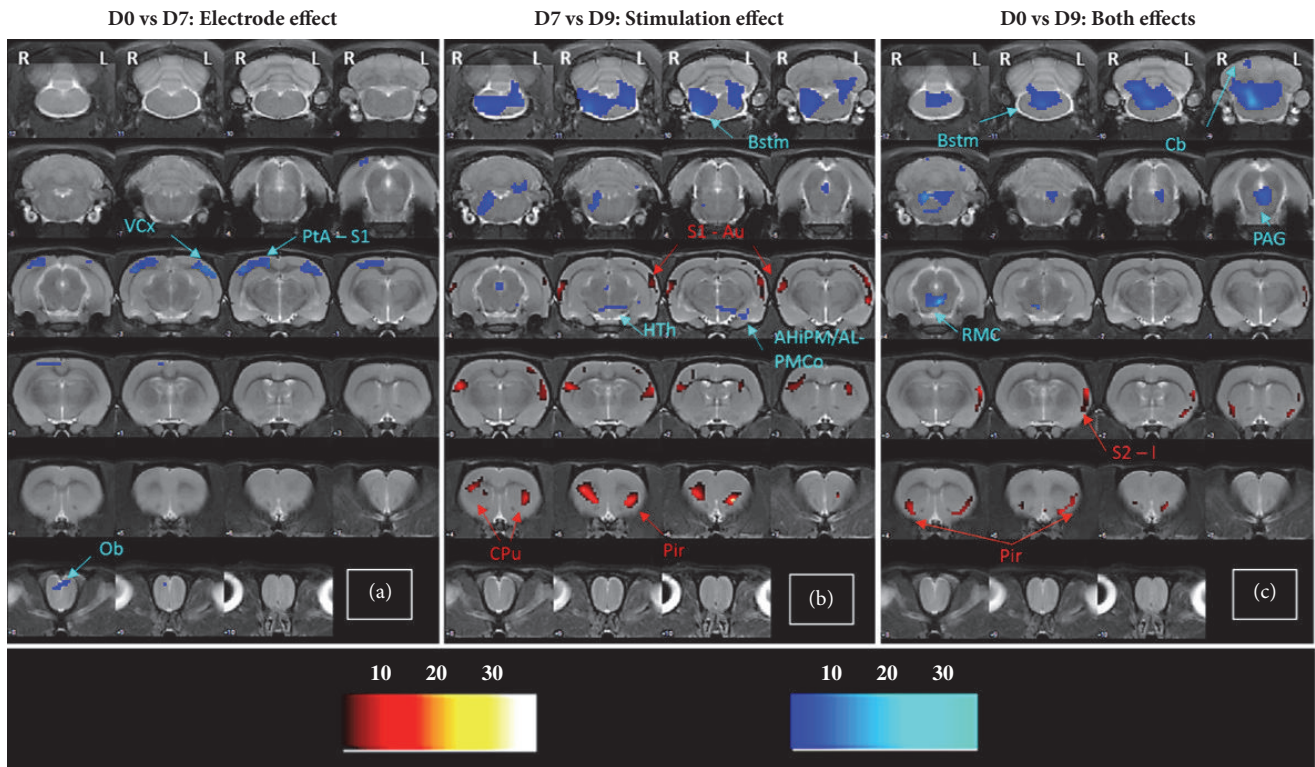 D0 vs D7: Electrode effect
D7 vs D9: Stimulation effect
D0 vs D9: Both effects
R L R L R L R L
R L R L R L R L
R L R L R L R L
VCx
PtA – S1
Ob
(a)
Bstm
S1 - Au
HTh
AHiPM/AL-
PMCo
CPu
Pir
(b)
Bstm
Cb
PAG
RMC
S2 – I
Pir
(c)
10 20 30
10 20 30